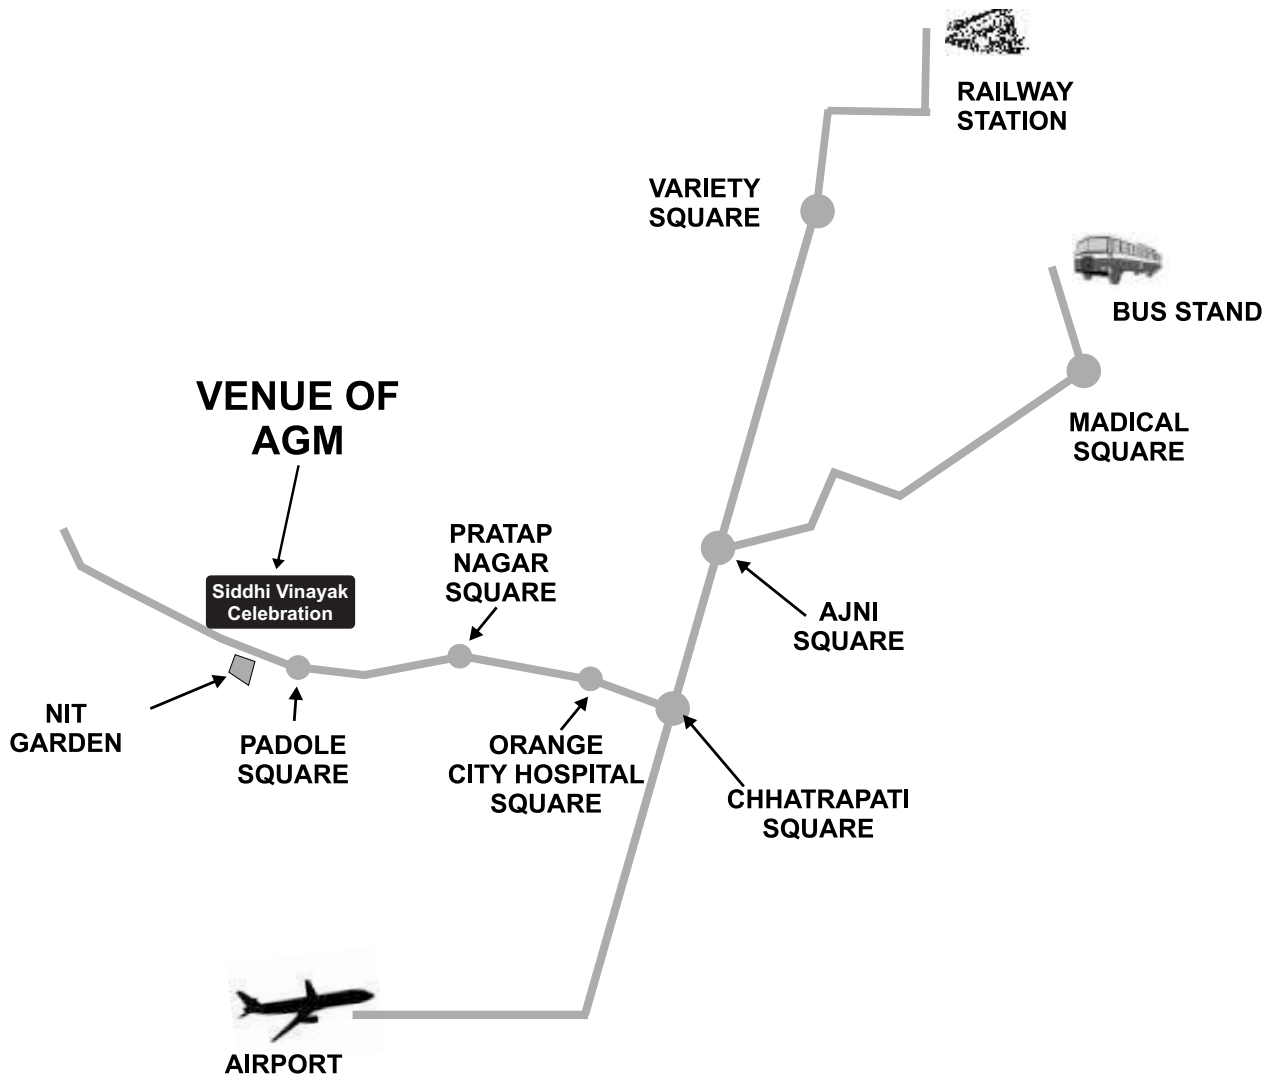 RAILWAY
STATION
VARIETY
SQUARE
BUS STAND
VENUE OF
AGM
MADICAL
SQUARE
PRATAP
NAGAR
SQUARE
Siddhi Vinayak
Celebration
AJNI
SQUARE
NIT
GARDEN
PADOLE
SQUARE
ORANGE
CITY HOSPITAL
SQUARE
CHHATRAPATI
SQUARE
AIRPORT